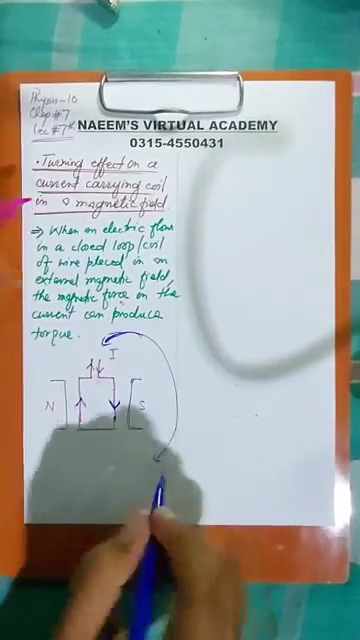 Physics-10
Chap#7
Lec#7
NAEEM'S VIRTUAL ACADEMY
0315-4550431
• Turning effect on a
current carrying coil
in a magnetic field.
⇒ When an electric flows
in a closed loop/coil
of wire placed in an
external magnetic field,
the magnetic force on the
current can produce
torque.
I
N S